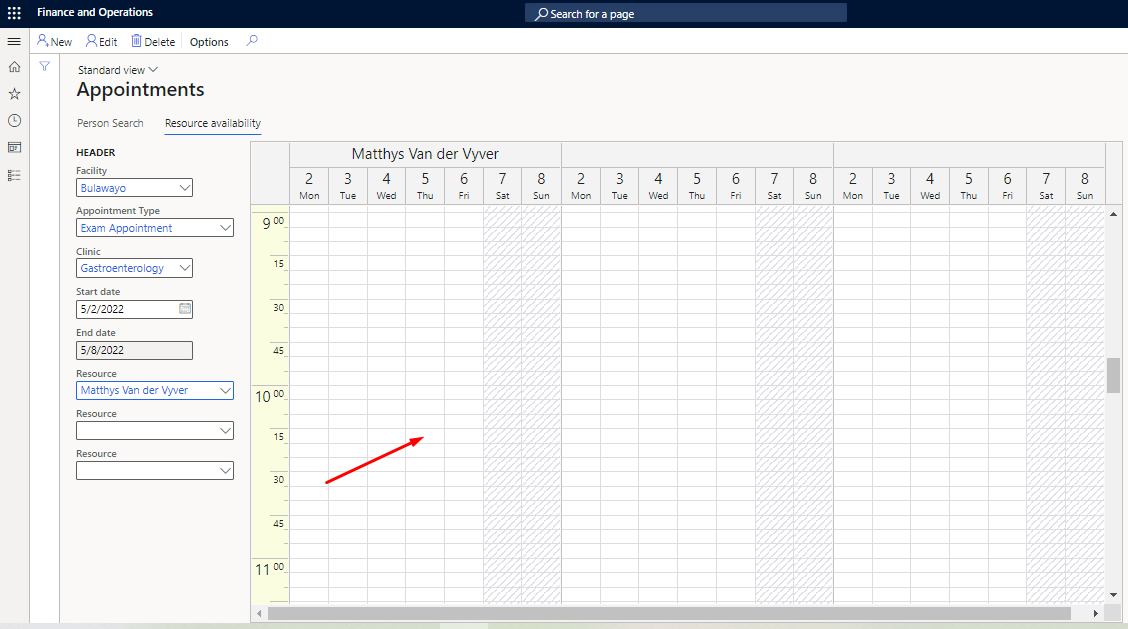 Finance and Operations
Search for a page
New Edit Delete Options
Standard view
Appointments
Person Search Resource availability
HEADER
Facility
Bulawayo
Appointment Type
Exam Appointment
Clinic
Gastroenterology
Start date
5/2/2022
End date
5/8/2022
Resource
Matthys Van der Vyver
Resource
Resource
Matthys Van der Vyver
2 3 4 5 6 7 8 2 3 4 5 6 7 8 2 3 4 5 6 7 8
Mon Tue Wed Thu Fri Sat Sun Mon Tue Wed Thu Fri Sat Sun Mon Tue Wed Thu Fri Sat Sun
9 00
15
30
45
10 00
15
30
45
11 00